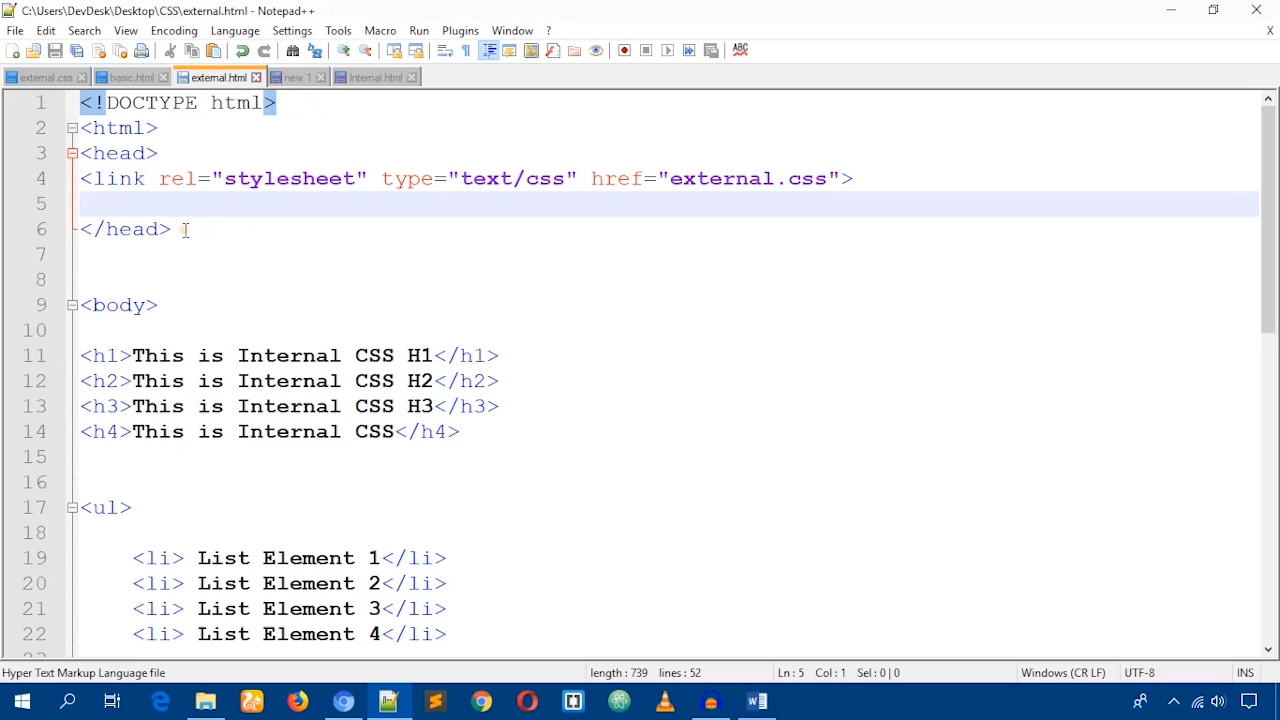 C:\Users\DevDesk\Desktop\CSS\external.html - Notepad++
File Edit Search View Encoding Language Settings Tools Macro Run Plugins Window ? X
external.css basic.html external.html new 1 Internal.html
1 <!DOCTYPE html>
2 <html>
3 <head>
4 <link rel="stylesheet" type="text/css" href="external.css">
5
6 </head>
7
8
9 <body>
10
11 <h1>This is Internal CSS H1</h1>
12 <h2>This is Internal CSS H2</h2>
13 <h3>This is Internal CSS H3</h3>
14 <h4>This is Internal CSS</h4>
15
16
17 <ul>
18
19 <li> List Element 1</li>
20 <li> List Element 2</li>
21 <li> List Element 3</li>
22 <li> List Element 4</li>
Hyper Text Markup Language file length : 739 lines : 52 Ln : 5 Col : 1 Sel : 0 | 0 Windows (CR LF) UTF-8 INS